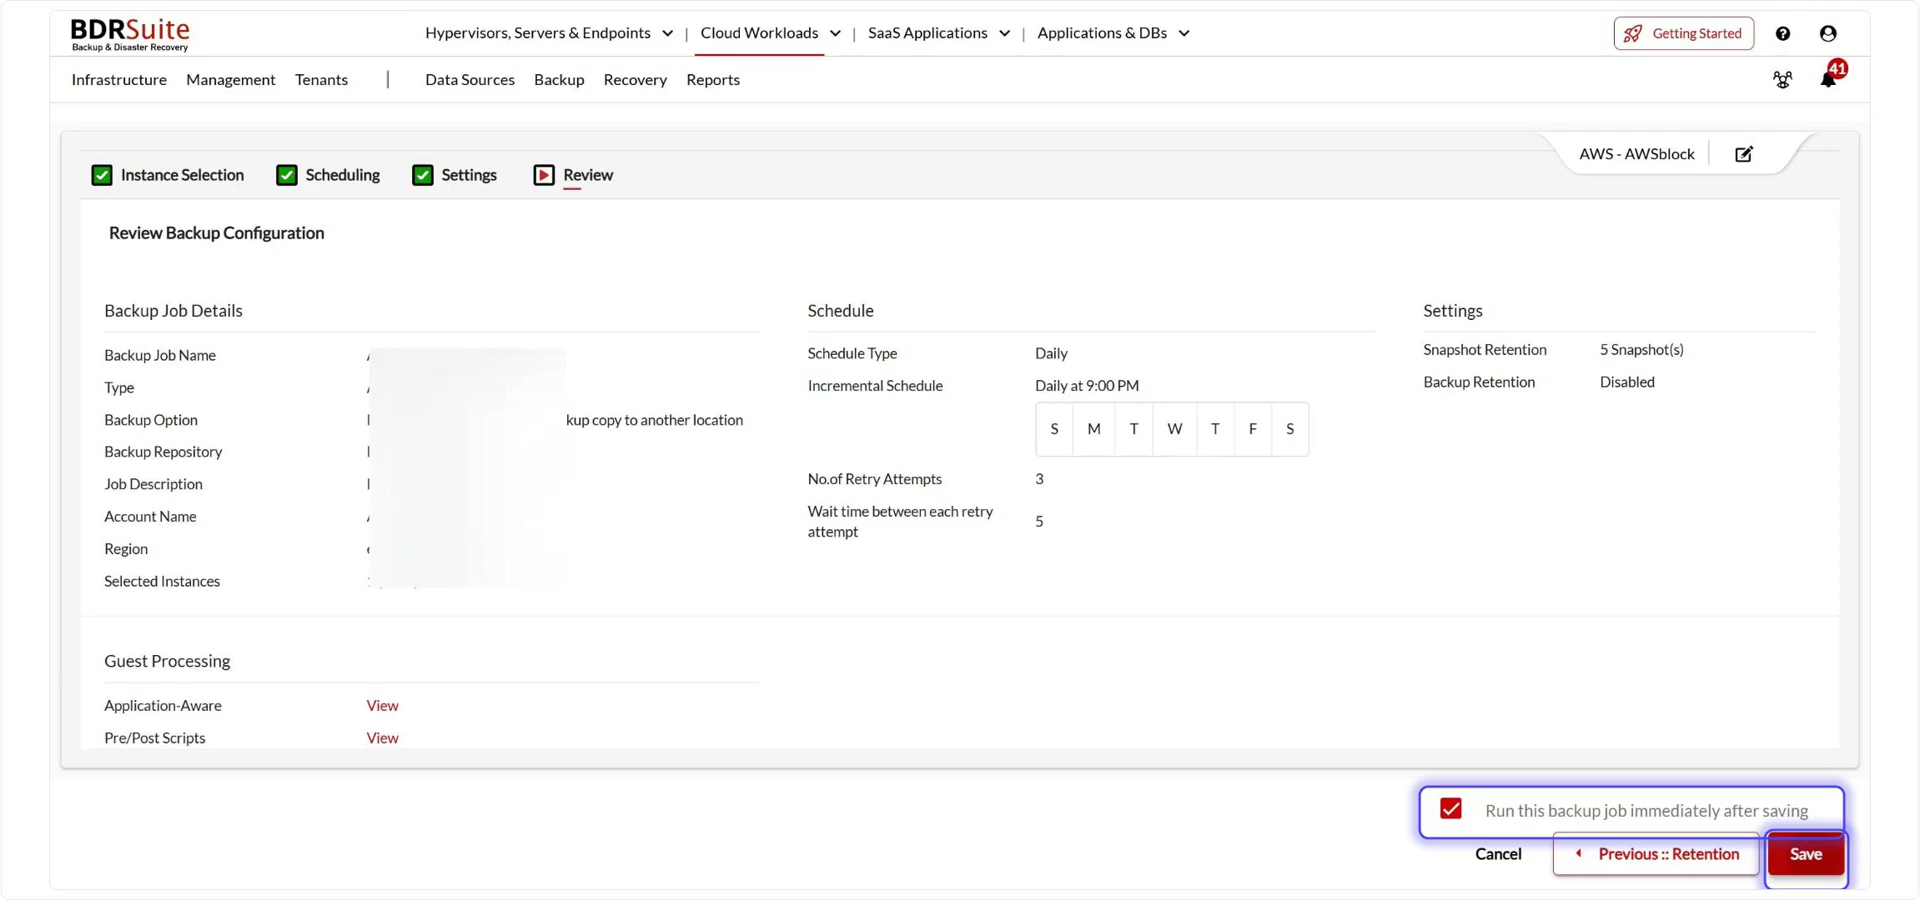 BDRSuite
Backup & Disaster Recovery
Hypervisors, Servers & Endpoints | Cloud Workloads | SaaS Applications | Applications & DBs
Getting Started
Infrastructure Management Tenants | Data Sources Backup Recovery Reports
41
AWS - AWSblock
Instance Selection Scheduling Settings Review
Review Backup Configuration
Backup Job Details
Backup Job Name
Type
Backup Option kup copy to another location
Backup Repository
Job Description
Account Name
Region
Selected Instances
Schedule
Schedule Type Daily
Incremental Schedule Daily at 9:00 PM
S M T W T F S
No.of Retry Attempts 3
Wait time between each retry
attempt
5
Settings
Snapshot Retention 5 Snapshot(s)
Backup Retention Disabled
Guest Processing
Application-Aware View
Pre/Post Scripts View
Run this backup job immediately after saving
Cancel Previous :: Retention Save